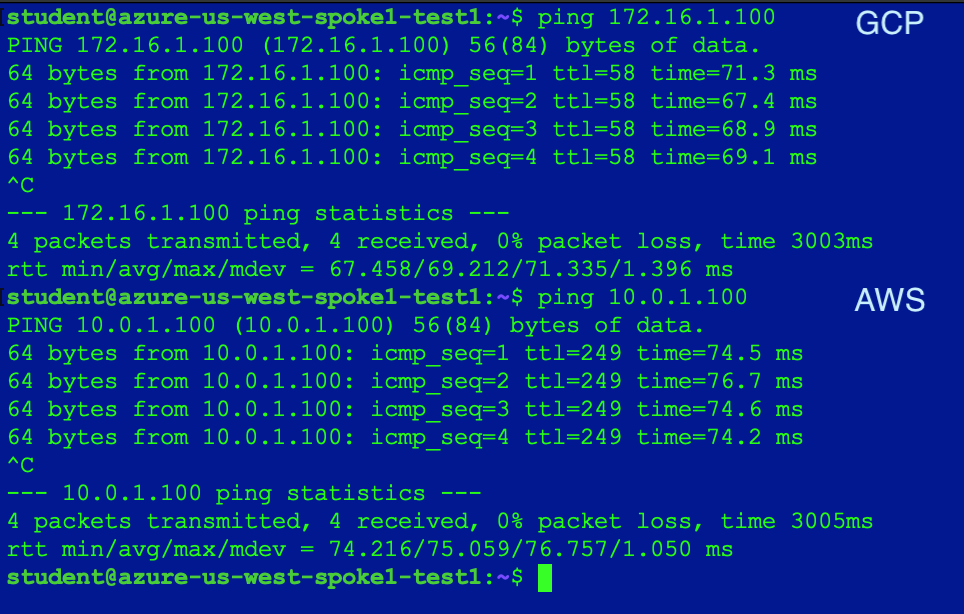 student@azure-us-west-spoke1-test1:~$ ping 172.16.1.100
GCP
PING 172.16.1.100 (172.16.1.100) 56(84) bytes of data.
64 bytes from 172.16.1.100: icmp_seq=1 ttl=58 time=71.3 ms
64 bytes from 172.16.1.100: icmp_seq=2 ttl=58 time=67.4 ms
64 bytes from 172.16.1.100: icmp_seq=3 ttl=58 time=68.9 ms
64 bytes from 172.16.1.100: icmp_seq=4 ttl=58 time=69.1 ms
^C
--- 172.16.1.100 ping statistics ---
4 packets transmitted, 4 received, 0% packet loss, time 3003ms
rtt min/avg/max/mdev = 67.458/69.212/71.335/1.396 ms
student@azure-us-west-spoke1-test1:~$ ping 10.0.1.100
AWS
PING 10.0.1.100 (10.0.1.100) 56(84) bytes of data.
64 bytes from 10.0.1.100: icmp_seq=1 ttl=249 time=74.5 ms
64 bytes from 10.0.1.100: icmp_seq=2 ttl=249 time=76.7 ms
64 bytes from 10.0.1.100: icmp_seq=3 ttl=249 time=74.6 ms
64 bytes from 10.0.1.100: icmp_seq=4 ttl=249 time=74.2 ms
^C
--- 10.0.1.100 ping statistics ---
4 packets transmitted, 4 received, 0% packet loss, time 3005ms
rtt min/avg/max/mdev = 74.216/75.059/76.757/1.050 ms
student@azure-us-west-spoke1-test1:~$